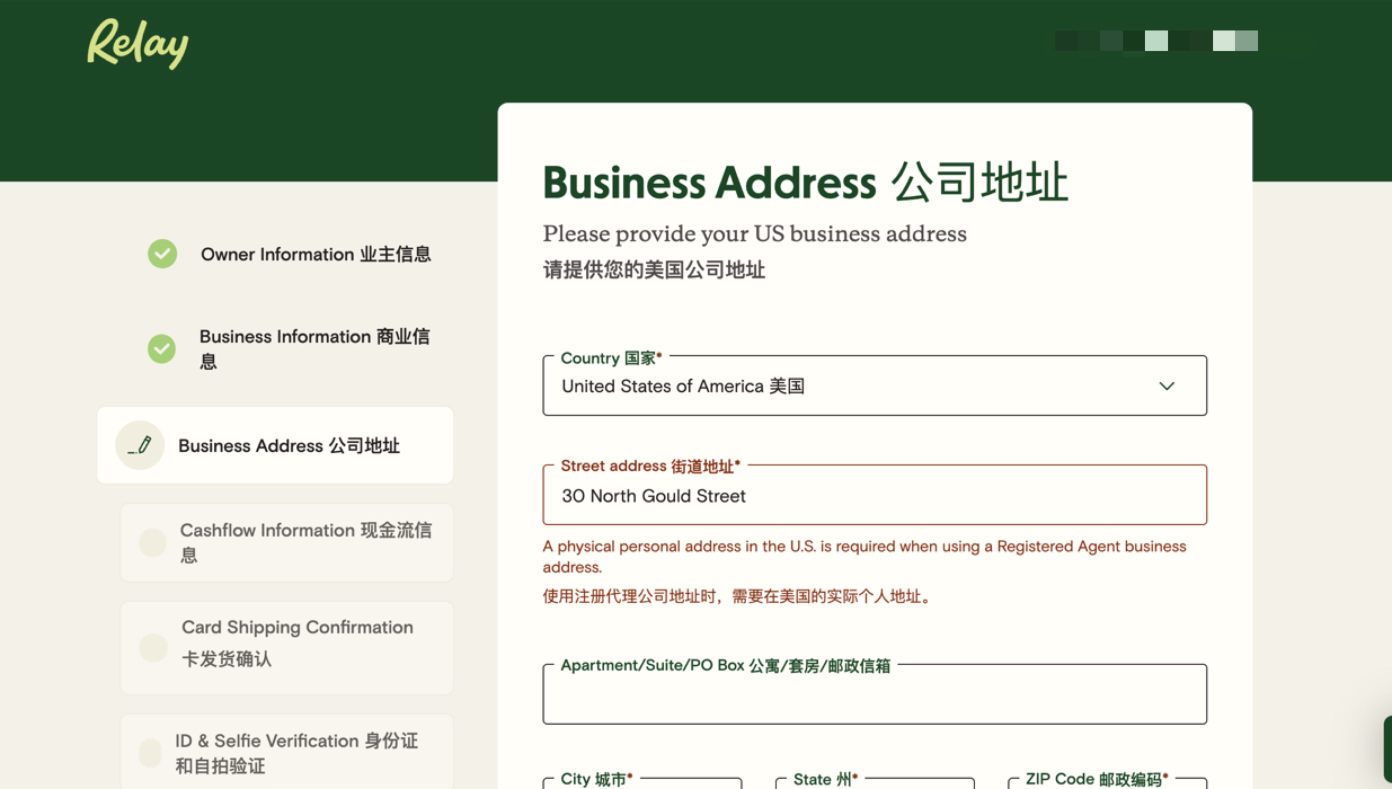 Relay
Business Address 公司地址
Please provide your US business address
请提供您的美国公司地址
Owner Information 业主信息
Business Information 商业信
息
Business Address 公司地址
Cashflow Information 现金流信
息
Card Shipping Confirmation
卡发货确认
ID & Selfie Verification 身份证
和自拍验证
Country 国家*
United States of America 美国
Street address 街道地址*
30 North Gould Street
A physical personal address in the U.S. is required when using a Registered Agent business
address.
使用注册代理公司地址时，需要在美国的实际个人地址。
Apartment/Suite/PO Box 公寓/套房/邮政信箱
City 城市*
State 州*
ZIP Code 邮政编码*